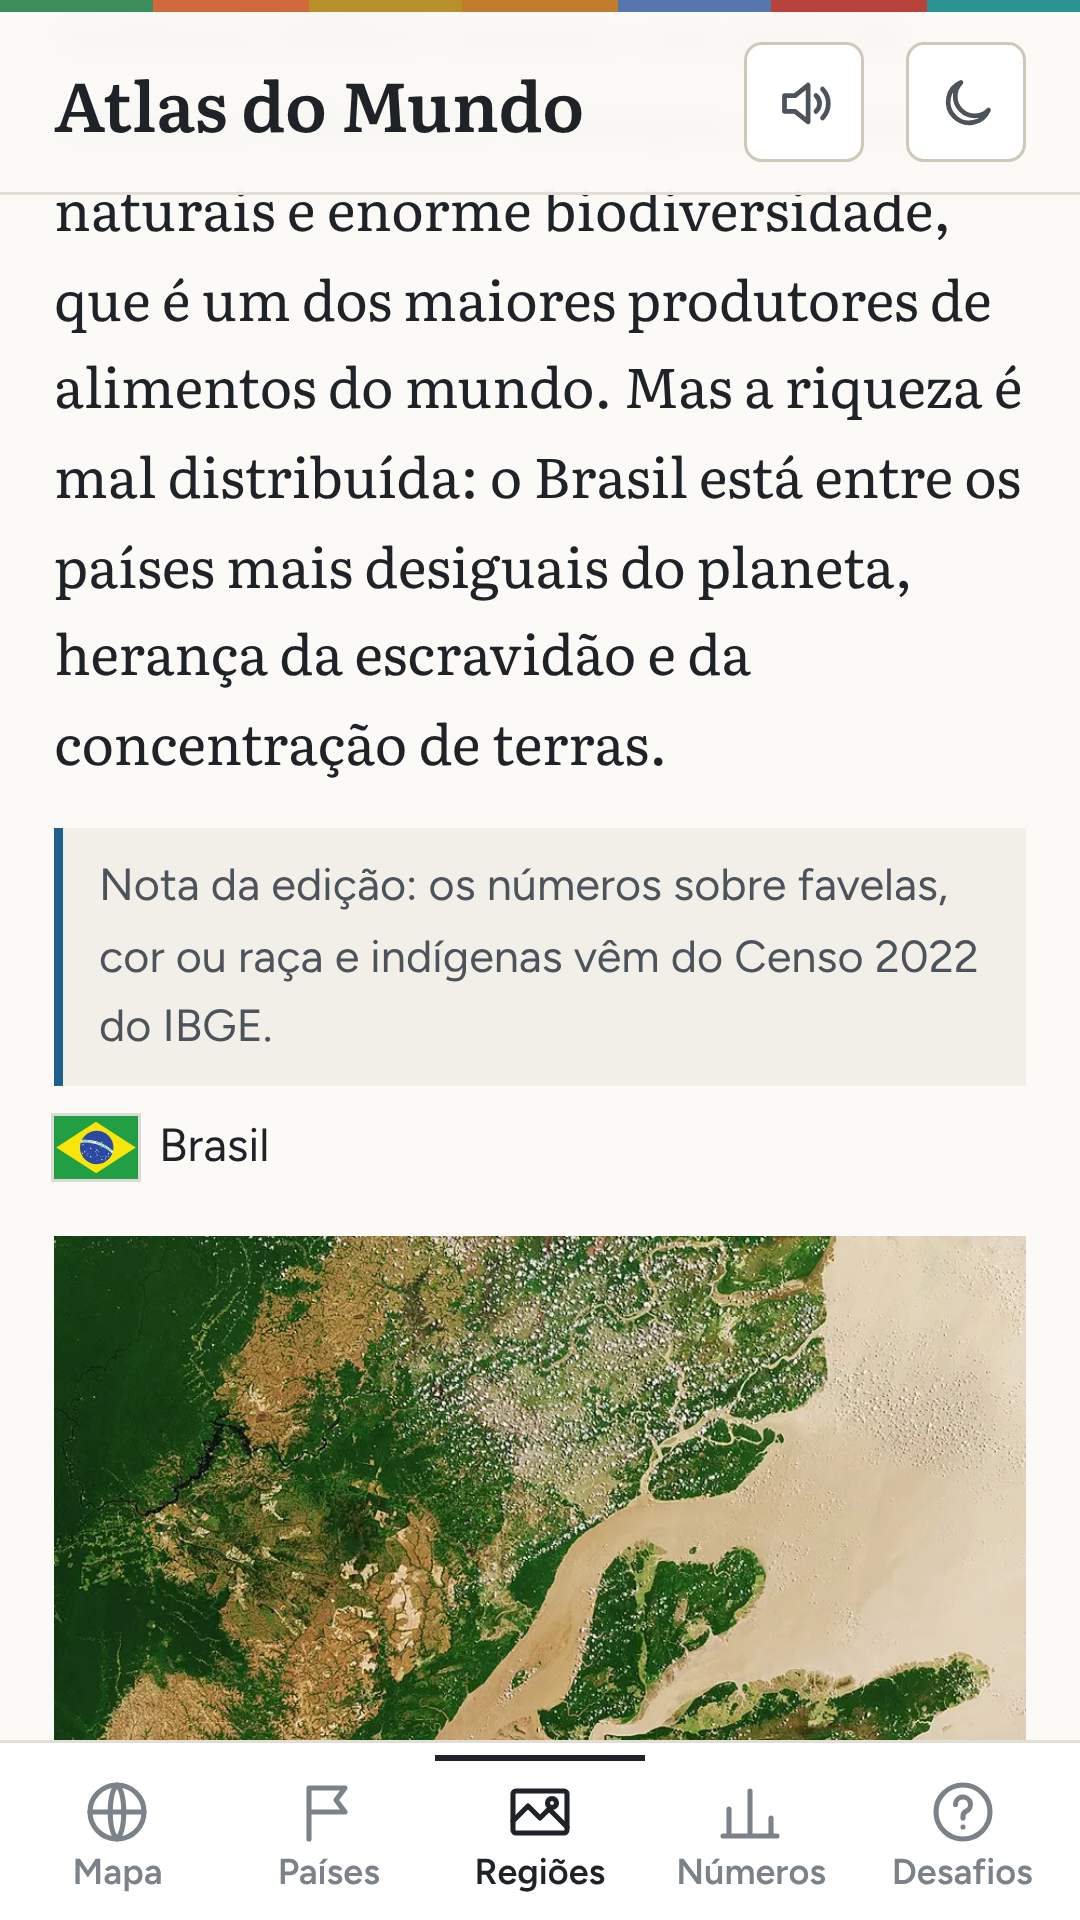 Atlas do Mundo
naturais e enorme biodiversidade,
que é um dos maiores produtores de
alimentos do mundo. Mas a riqueza é
mal distribuída: o Brasil está entre os
países mais desiguais do planeta,
herança da escravidão e da
concentração de terras.
Nota da edição: os números sobre favelas,
cor ou raça e indígenas vêm do Censo 2022
do IBGE.
Brasil
Mapa
Países
Regiões
Números
Desafios